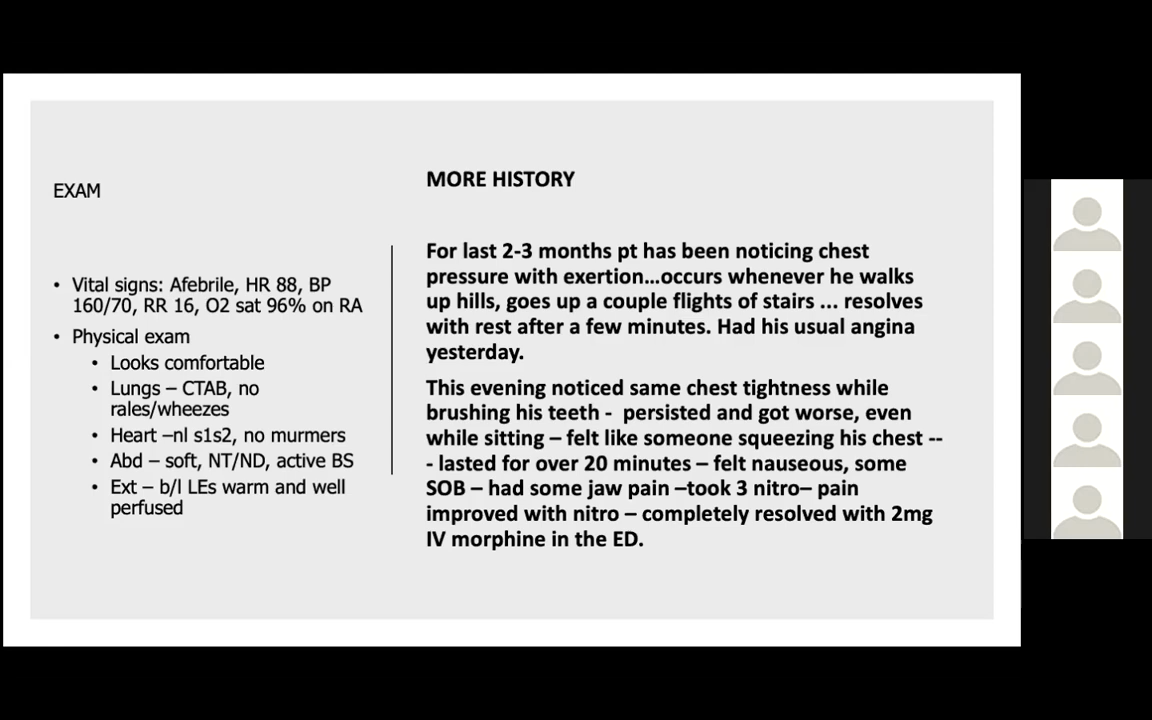 EXAM
• Vital signs: Afebrile, HR 88, BP
160/70, RR 16, O2 sat 96% on RA
• Physical exam
• Looks comfortable
• Lungs – CTAB, no
rales/wheezes
• Heart –nl s1s2, no murmers
• Abd – soft, NT/ND, active BS
• Ext – b/l LEs warm and well
perfused
MORE HISTORY
For last 2-3 months pt has been noticing chest
pressure with exertion...occurs whenever he walks
up hills, goes up a couple flights of stairs ... resolves
with rest after a few minutes. Had his usual angina
yesterday.
This evening noticed same chest tightness while
brushing his teeth - persisted and got worse, even
while sitting – felt like someone squeezing his chest --
- lasted for over 20 minutes – felt nauseous, some
SOB – had some jaw pain –took 3 nitro– pain
improved with nitro – completely resolved with 2mg
IV morphine in the ED.